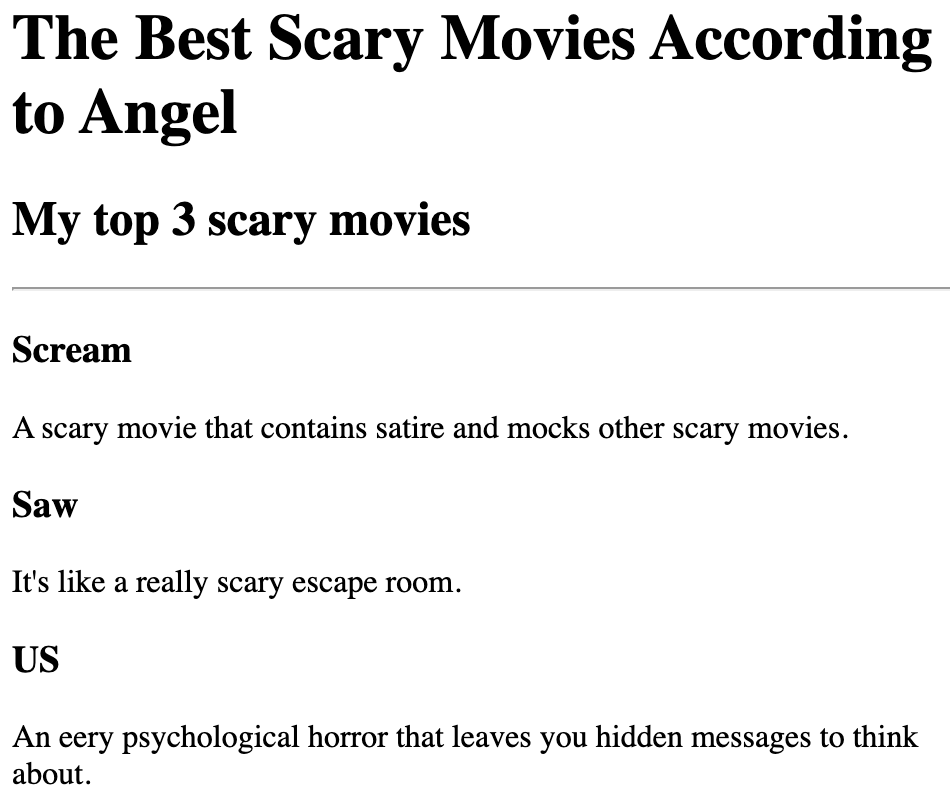 The Best Scary Movies According
to Angel
My top 3 scary movies
Scream
A scary movie that contains satire and mocks other scary movies.
Saw
It's like a really scary escape room.
US
An eery psychological horror that leaves you hidden messages to think
about.